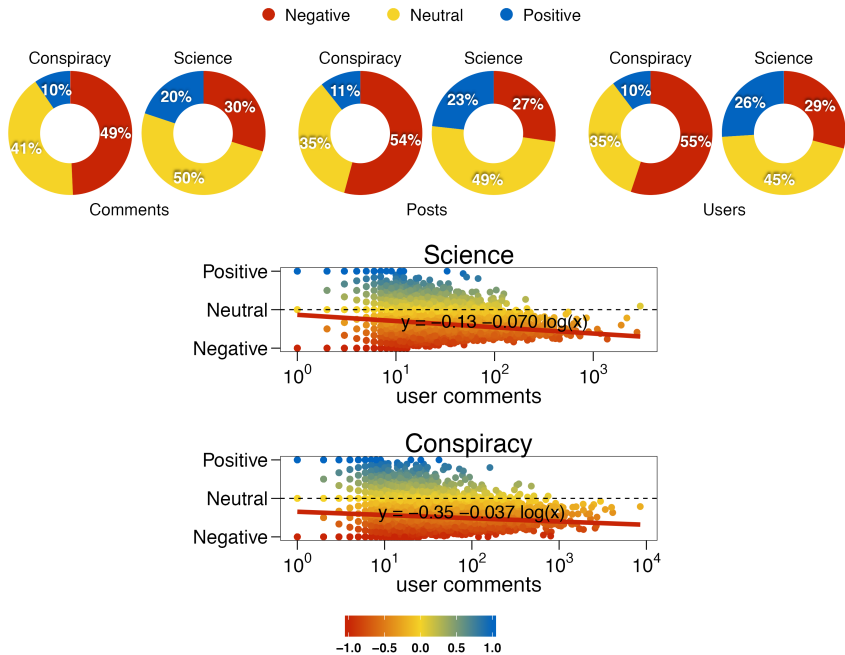 Negative Neutral Positive
Conspiracy Science Conspiracy Science Conspiracy Science
10% 49% 41%
20% 30% 50%
11% 54% 35%
23% 27% 49%
10% 55% 35%
26% 29% 45%
Comments Posts Users
Science
Positive
Neutral
Negative
y = −0.13 −0.070 log(x)
10^0 10^1 10^2 10^3
user comments
Conspiracy
Positive
Neutral
Negative
y = −0.35 −0.037 log(x)
10^0 10^1 10^2 10^3 10^4
user comments
−1.0 −0.5 0.0 0.5 1.0